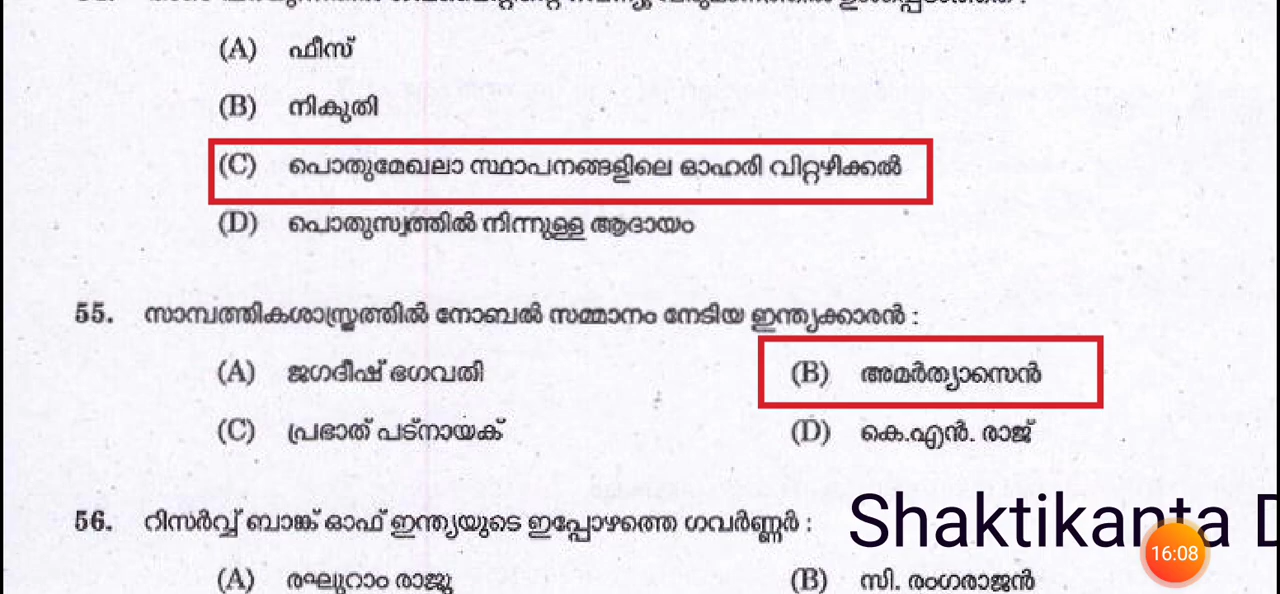 (A) ഫീസ്
(B) നികുതി
(C) പൊതുമേഖലാ സ്ഥാപനങ്ങളിലെ ഓഹരി വിറ്റഴിക്കൽ
(D) പൊതുസ്വത്തിൽ നിന്നുള്ള ആദായം
55. സാമ്പത്തികശാസ്ത്രത്തിൽ നോബൽ സമ്മാനം നേടിയ ഇന്ത്യക്കാരൻ :
(A) ജഗദീഷ് ഭഗവതി (B) അമർത്യാസെൻ
(C) പ്രഭാത് പട്നായക് (D) കെ.എൻ. രാജ്
56. റിസർവ്വ് ബാങ്ക് ഓഫ് ഇന്ത്യയുടെ ഇപ്പോഴത്തെ ഗവർണ്ണർ : Shaktikanta D
16:08
(A) രഘുറാം രാജു (B) സി. രംഗരാജൻ